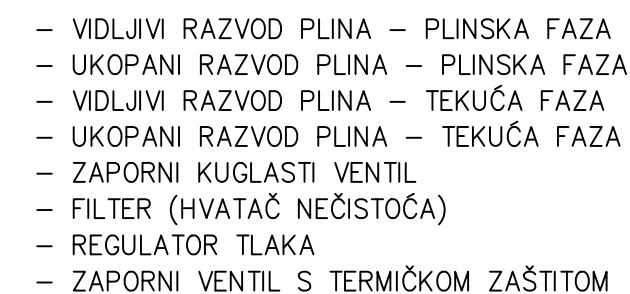 – VIDLJIVI RAZVOD PLINA – PLINSKA FAZA
– UKOPANI RAZVOD PLINA – PLINSKA FAZA
– VIDLJIVI RAZVOD PLINA – TEKUĆA FAZA
– UKOPANI RAZVOD PLINA – TEKUĆA FAZA
– ZAPORNI KUGLASTI VENTIL
– FILTER (HVATAČ NEČISTOĆA)
– REGULATOR TLAKA
– ZAPORNI VENTIL S TERMIČKOM ZAŠTITOM